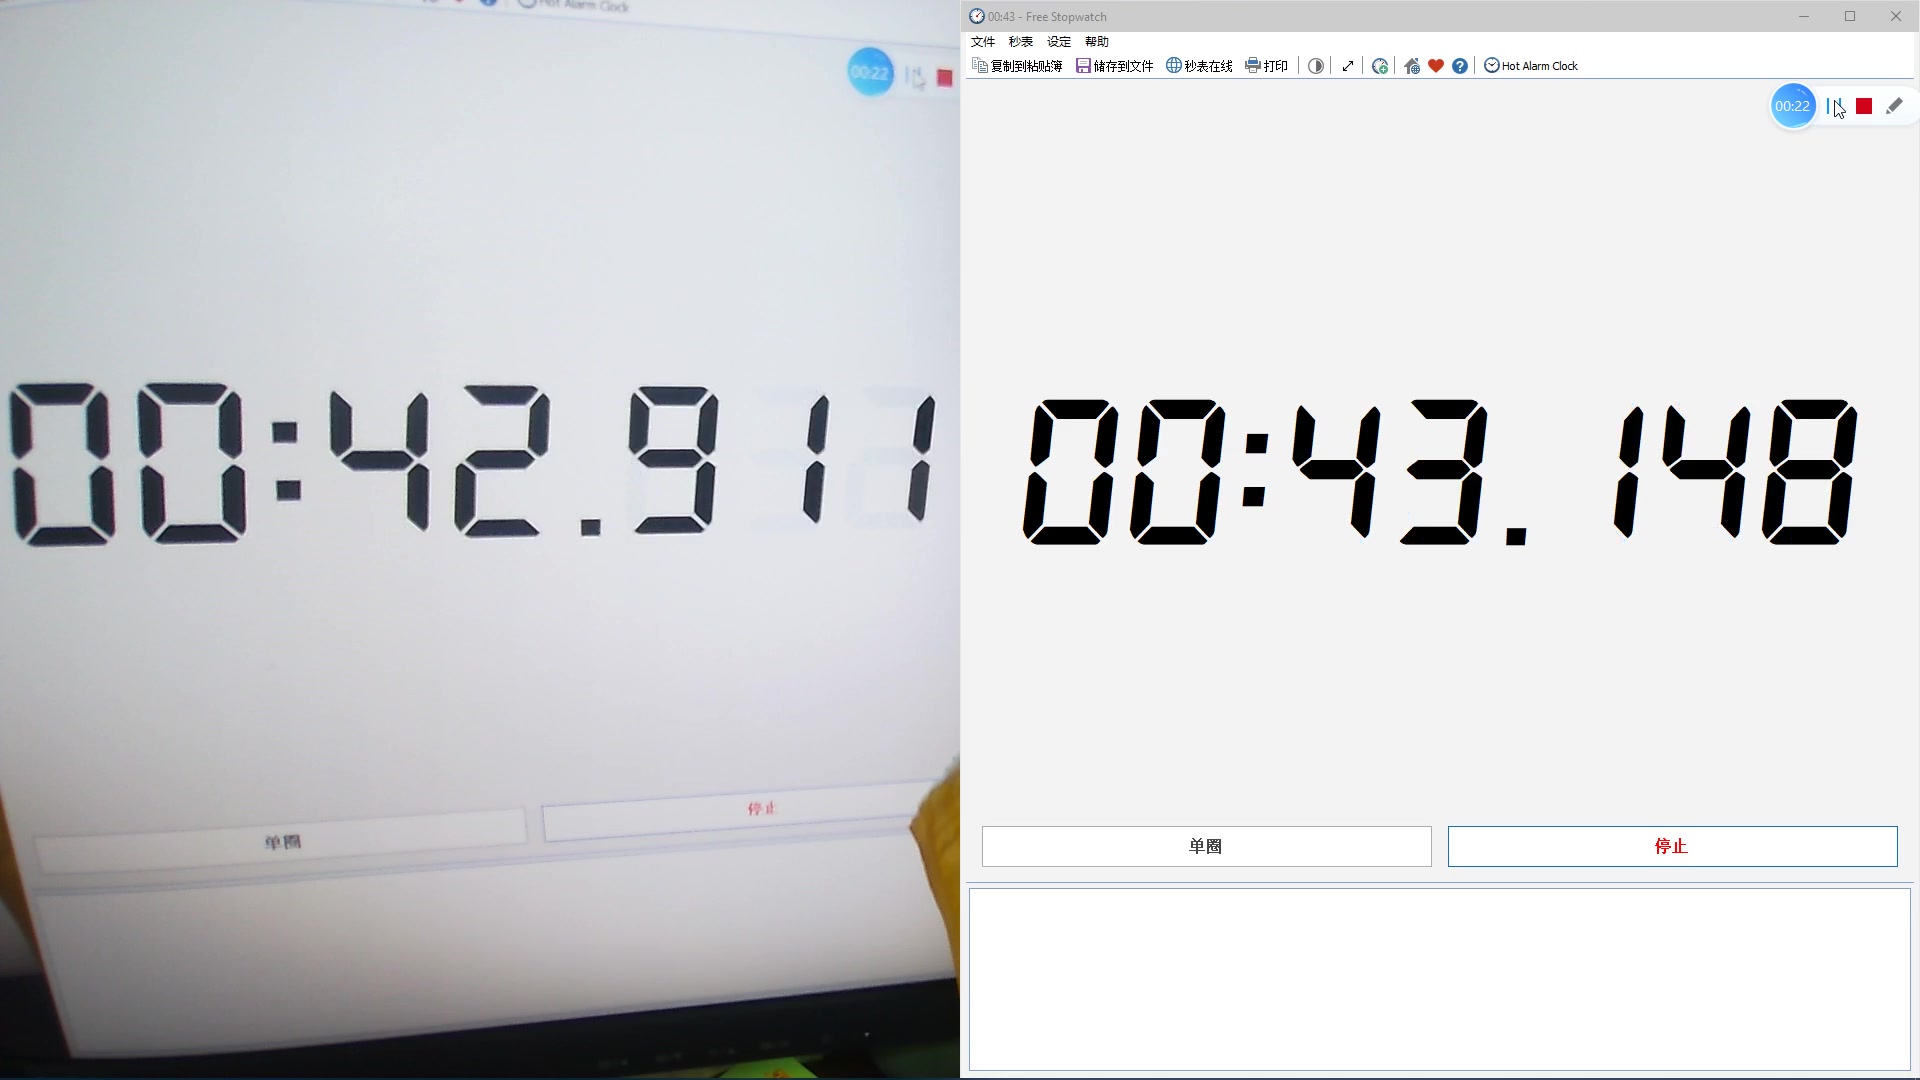 Hot Alarm Clock
00:22
00:42.911
单圈
停止
00:43 - Free Stopwatch
文件 秒表 设定 帮助
复制到粘贴簿 储存到文件 秒表在线 打印 Hot Alarm Clock
00:22
00:43.148
单圈 停止